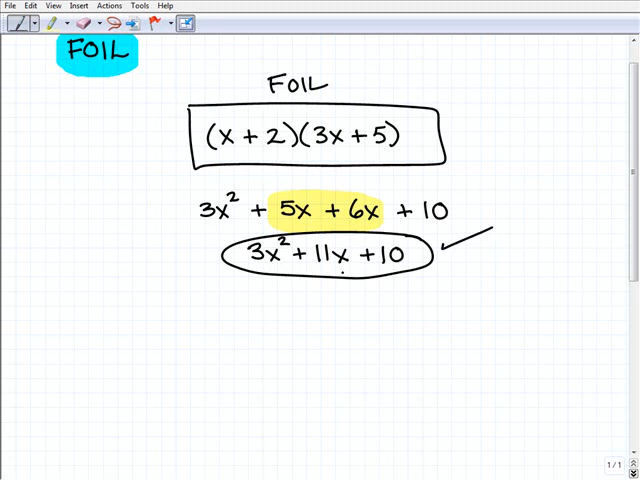 File Edit View Insert Actions Tools Help
FOIL
FOIL
(x + 2)(3x + 5)
3x² + 5x + 6x + 10
3x² + 11x + 10
1 / 1